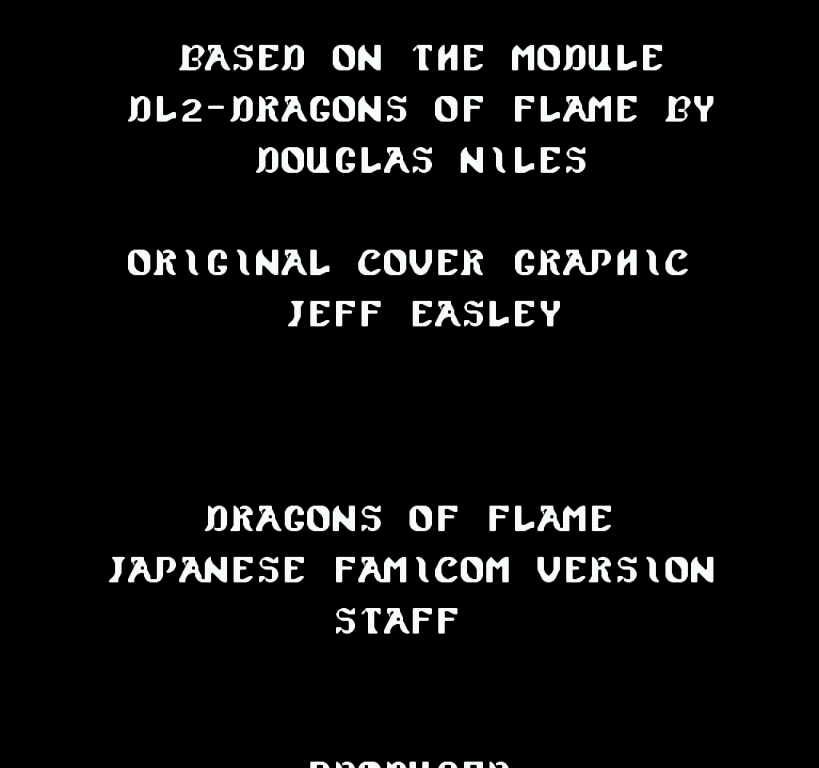 BASED ON THE MODULE
DL2-DRAGONS OF FLAME BY
DOUGLAS NILES
ORIGINAL COVER GRAPHIC
JEFF EASLEY
DRAGONS OF FLAME
JAPANESE FAMICOM VERSION
STAFF
PRODUCER